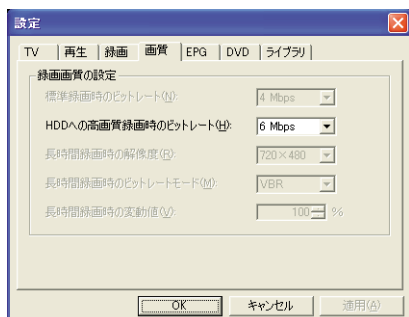 設定
TV 再生 録画 画質 EPG DVD ライブラリ
録画画質の設定
標準録画時のビットレート(N): 4 Mbps
HDDへの高画質録画時のビットレート(H): 6 Mbps
長時間録画時の解像度(R): 720×480
長時間録画時のビットレートモード(M): VBR
長時間録画時の変動値(V): 100 %
OK キャンセル 適用(A)